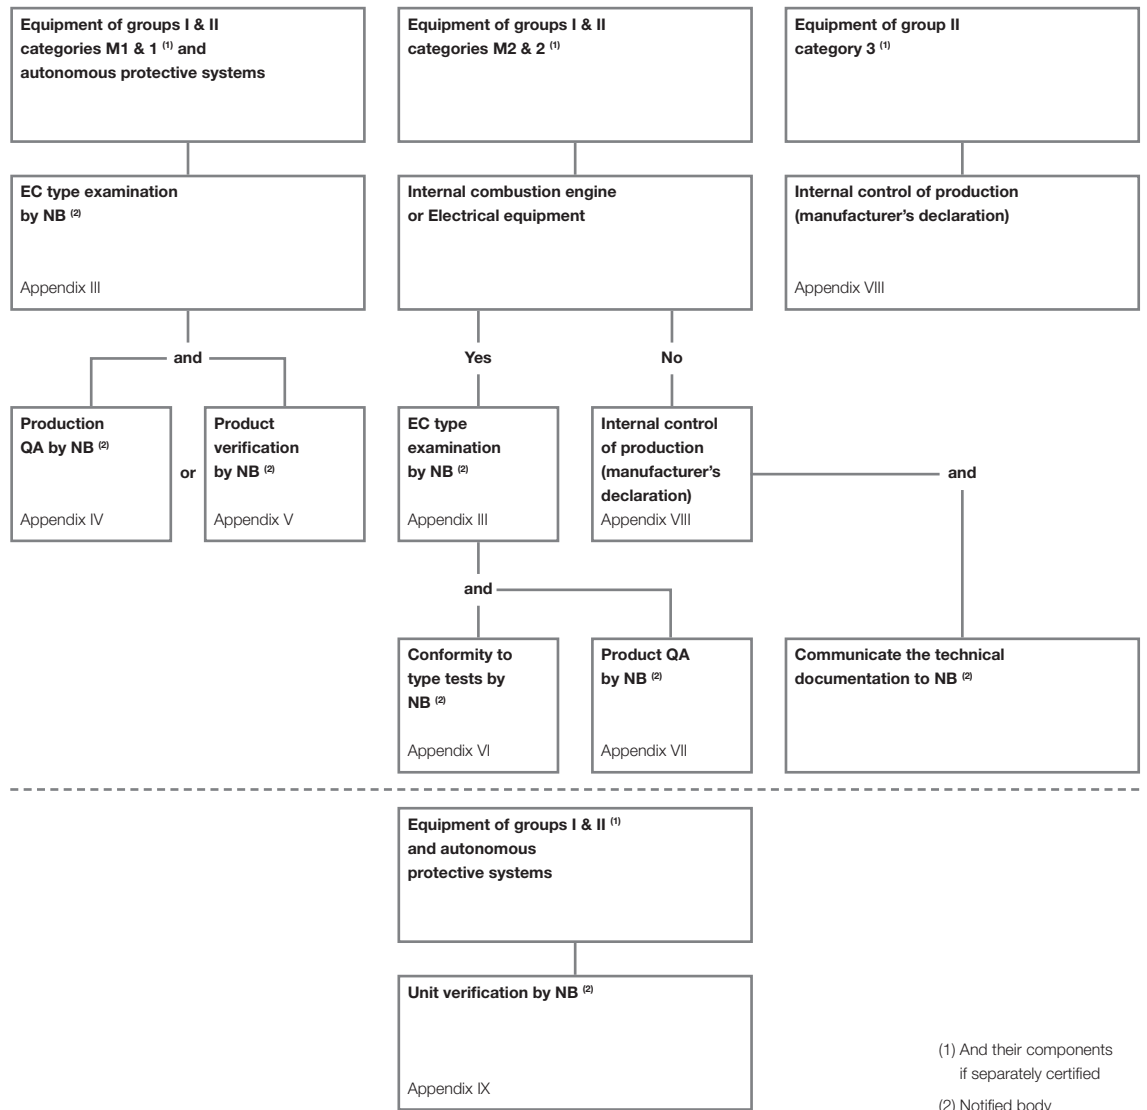 Equipment of groups I & II
categories M1 & 1 (1) and
autonomous protective systems
Equipment of groups I & II
categories M2 & 2 (1)
Equipment of group II
category 3 (1)
EC type examination
by NB (2)
Appendix III
Internal combustion engine
or Electrical equipment
Internal control of production
(manufacturer's declaration)
Appendix VIII
and
Yes
No
Production
QA by NB (2)
Appendix IV
or
Product
verification
by NB (2)
Appendix V
EC type
examination
by NB (2)
Appendix III
Internal control
of production
(manufacturer's
declaration)
Appendix VIII
and
and
Conformity to
type tests by
NB (2)
Appendix VI
Product QA
by NB (2)
Appendix VII
Communicate the technical
documentation to NB (2)
Equipment of groups I & II (1)
and autonomous
protective systems
Unit verification by NB (2)
Appendix IX
(1) And their components
if separately certified
(2) Notified body